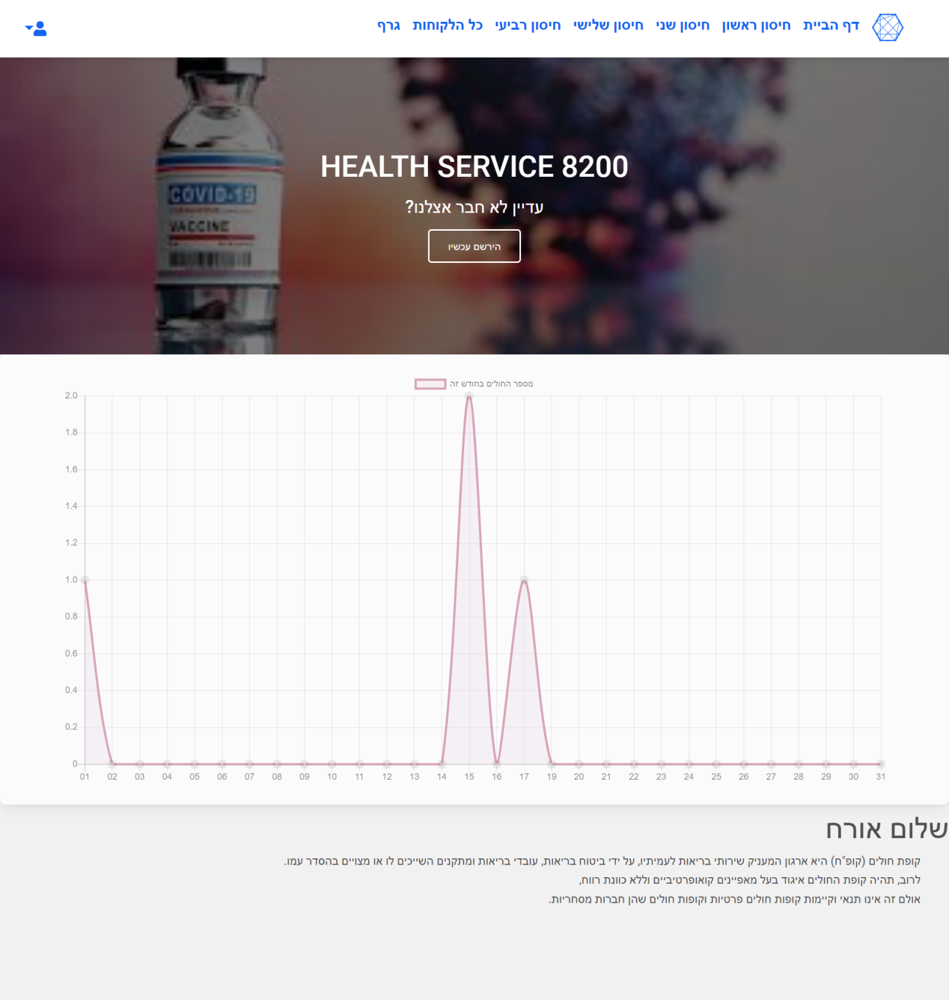 דף הביית חיסון ראשון חיסון שני חיסון שלישי חיסון רביעי כל הלקוחות גרף
HEALTH SERVICE 8200
עדיין לא חבר אצלנו?
הירשם עכשיו
COVID-19
VACCINE
מספר החולים בחודש זה
2.0
1.8
1.6
1.4
1.2
1.0
0.8
0.6
0.4
0.2
0
01 02 03 04 05 06 07 08 09 10 11 12 13 14 15 16 17 19 20 21 22 23 24 25 26 27 28 29 30 31
שלום אורח
קופת חולים (קופ"ח) היא ארגון המעניק שירותי בריאות לעמיתיו, על ידי ביטוח בריאות, עובדי בריאות ומתקנים השייכים לו או מצויים בהסדר עמו.
לרוב, תהיה קופת החולים איגוד בעל מאפיינים קואופרטיביים וללא כוונת רווח,
אולם זה אינו תנאי וקיימות קופות חולים פרטיות וקופות חולים שהן חברות מסחריות.